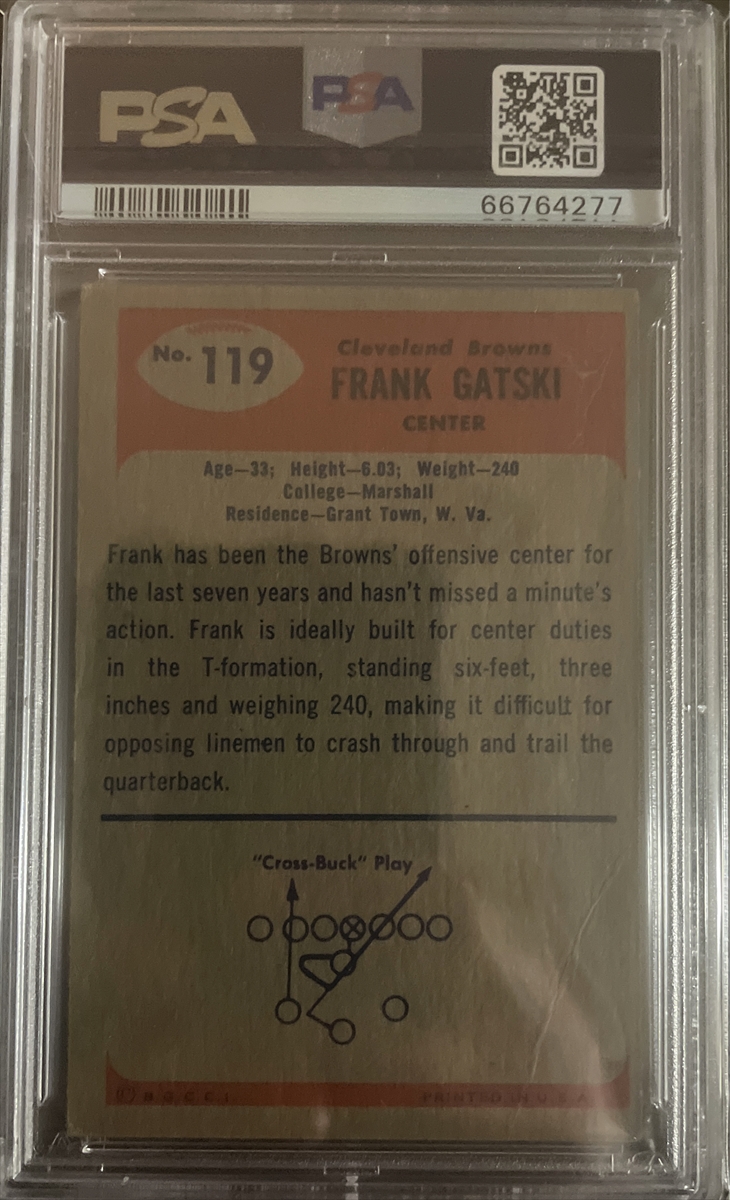 PSA
PSA
66764277
No. 119
Cleveland Browns
FRANK GATSKI
CENTER
Age—33; Height—6.03; Weight—240
College—Marshall
Residence—Grant Town, W. Va.
Frank has been the Browns' offensive center for
the last seven years and hasn't missed a minute's
action. Frank is ideally built for center duties
in the T-formation, standing six-feet, three
inches and weighing 240, making it difficult for
opposing linemen to crash through and trail the
quarterback.
"Cross-Buck" Play
B.G.C.C.I.
PRINTED IN U.S.A.